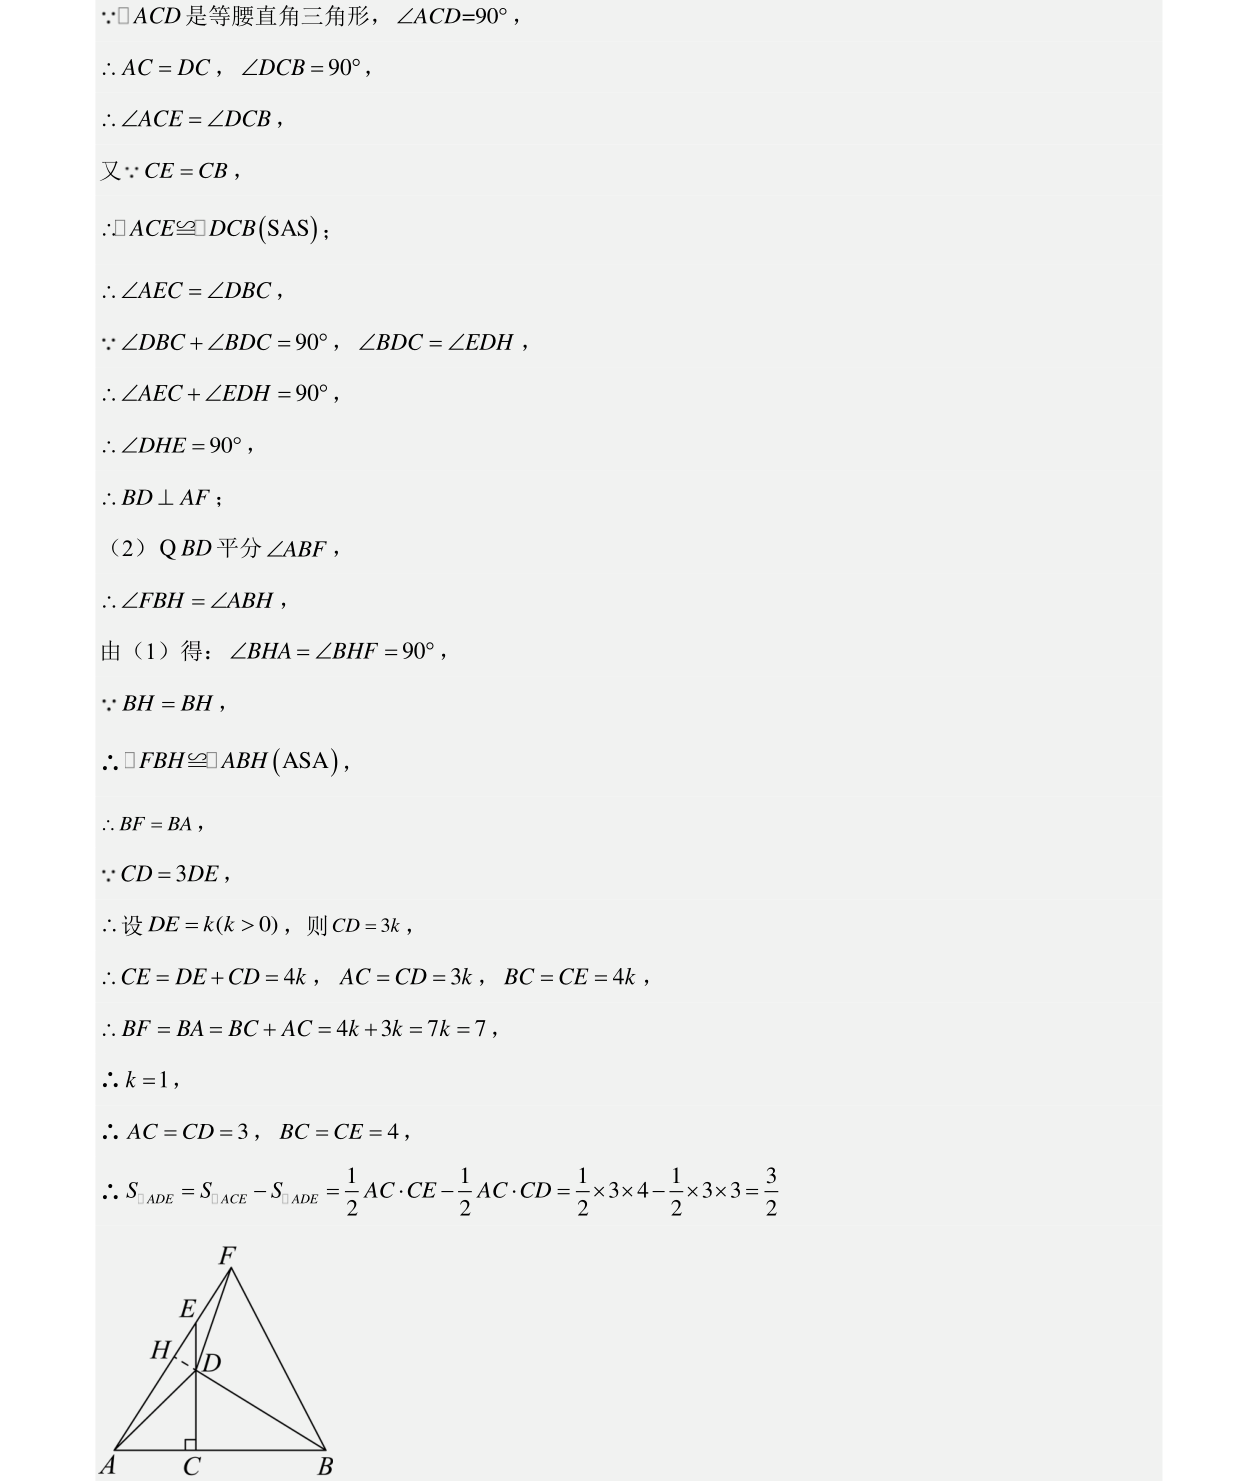 ∵□ACD是等腰直角三角形，∠ACD=90°，
∴AC=DC，∠DCB=90°，
∴∠ACE=∠DCB，
又∵CE=CB，
∴□ACE≌□DCB(SAS)；
∴∠AEC=∠DBC，
∵∠DBC+∠BDC=90°，∠BDC=∠EDH，
∴∠AEC+∠EDH=90°，
∴∠DHE=90°，
∴BD⊥AF；
（2）Q BD平分∠ABF，
∴∠FBH=∠ABH，
由（1）得：∠BHA=∠BHF=90°，
∵BH=BH，
∴□FBH≌□ABH(ASA)，
∴BF=BA，
∵CD=3DE，
∴设DE=k(k>0)，则CD=3k，
∴CE=DE+CD=4k，AC=CD=3k，BC=CE=4k，
∴BF=BA=BC+AC=4k+3k=7k=7，
∴k=1，
∴AC=CD=3，BC=CE=4，
∴S□ADE=S□ACE−S□ADE=1/2 AC·CE−1/2 AC·CD=1/2×3×4−1/2×3×3=3/2
F
E
H
D
A
C
B